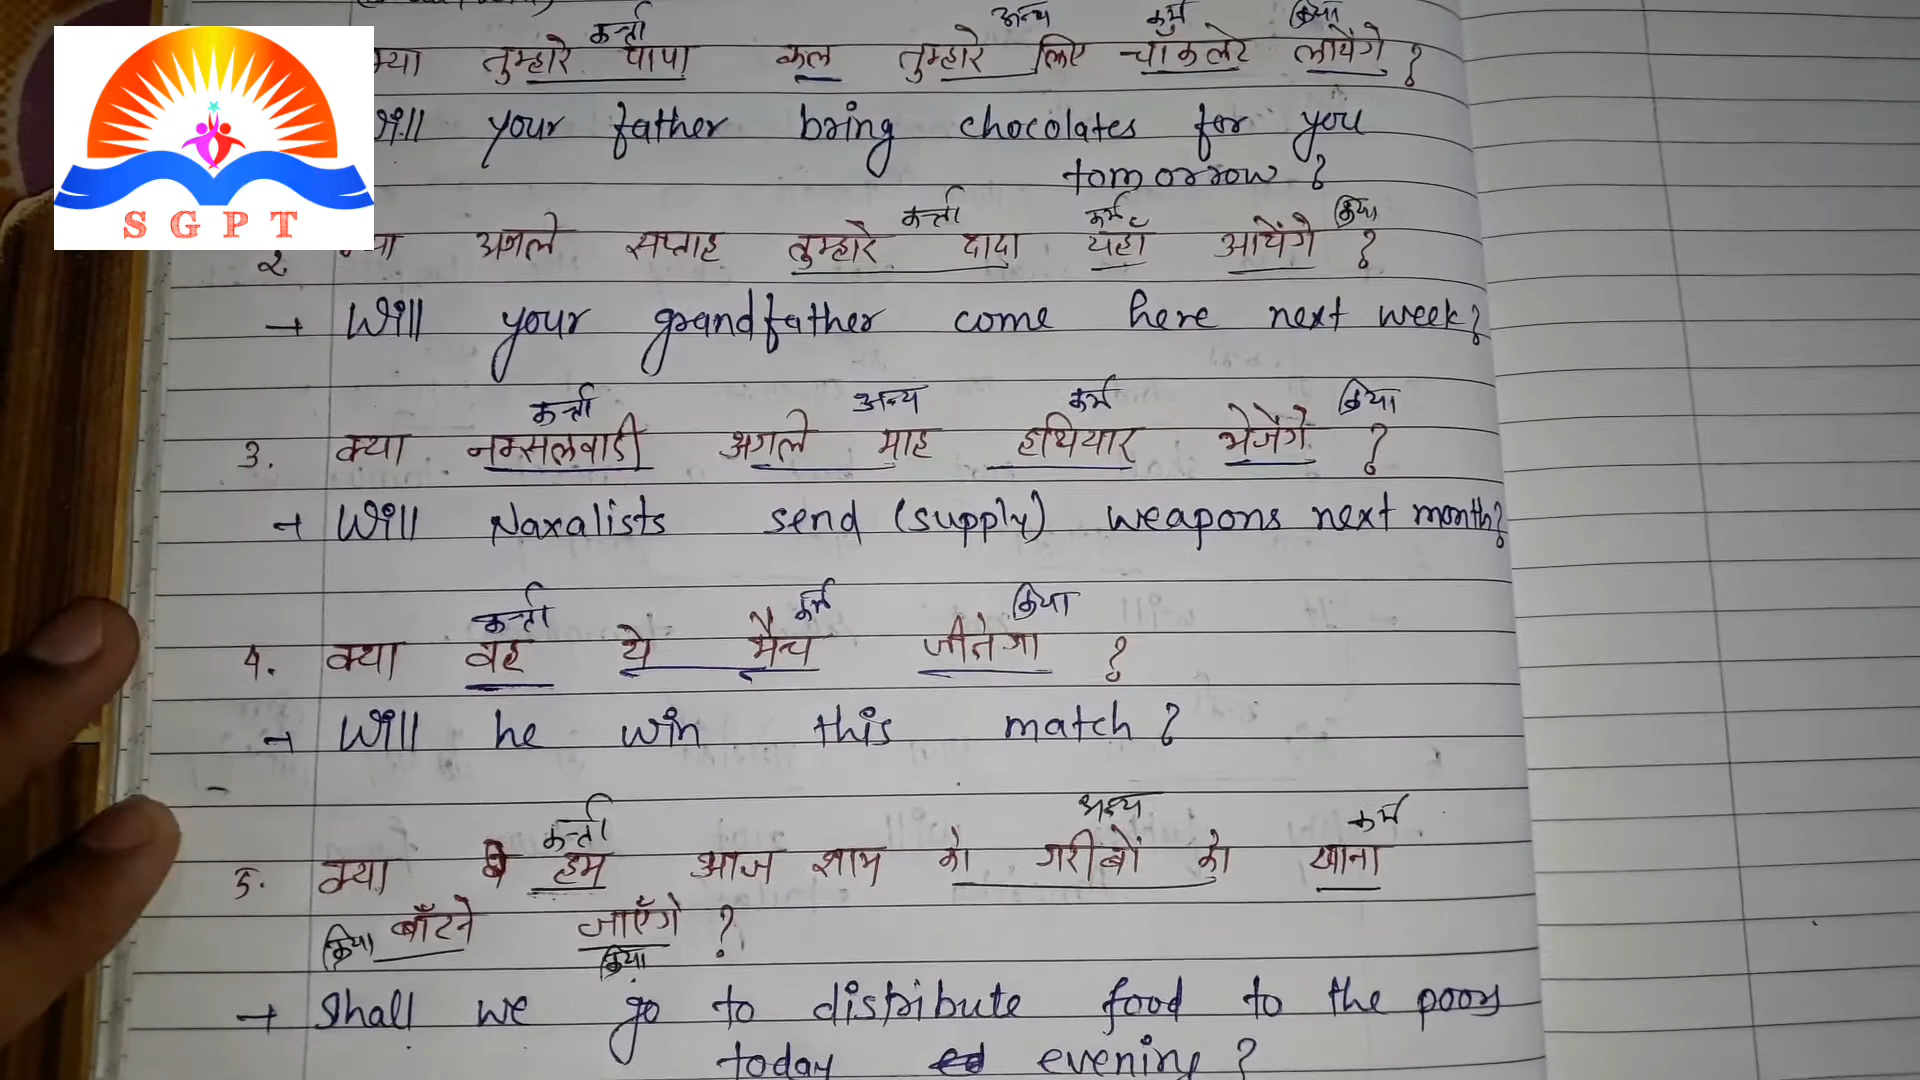 कर्त्ता अन्य कर्म क्रिया
क्या तुम्हारे पापा कल तुम्हारे लिए चॉकलेट लायेंगे ?
Will your father bring chocolates for you
tomorrow ?
SGPT
कर्त्ता कर्म क्रिया
2. अगले सप्ताह तुम्हारे दादा यहाँ आयेंगे ?
→ Will your grandfather come here next week?
कर्त्ता अन्य कर्म क्रिया
3. क्या नक्सलवादी अगले माह हथियार भेजेंगे ?
→ Will Naxalists send (supply) weapons next month?
कर्त्ता कर्म क्रिया
4. क्या वह ये मैच जीतेगा ?
→ Will he win this match ?
कर्त्ता अन्य कर्म
5. क्या हम आज शाम को गरीबों को खाना
क्रिया बाँटने जाएँगे ?
क्रिया
→ Shall we go to distribute food to the poors
today evening ?